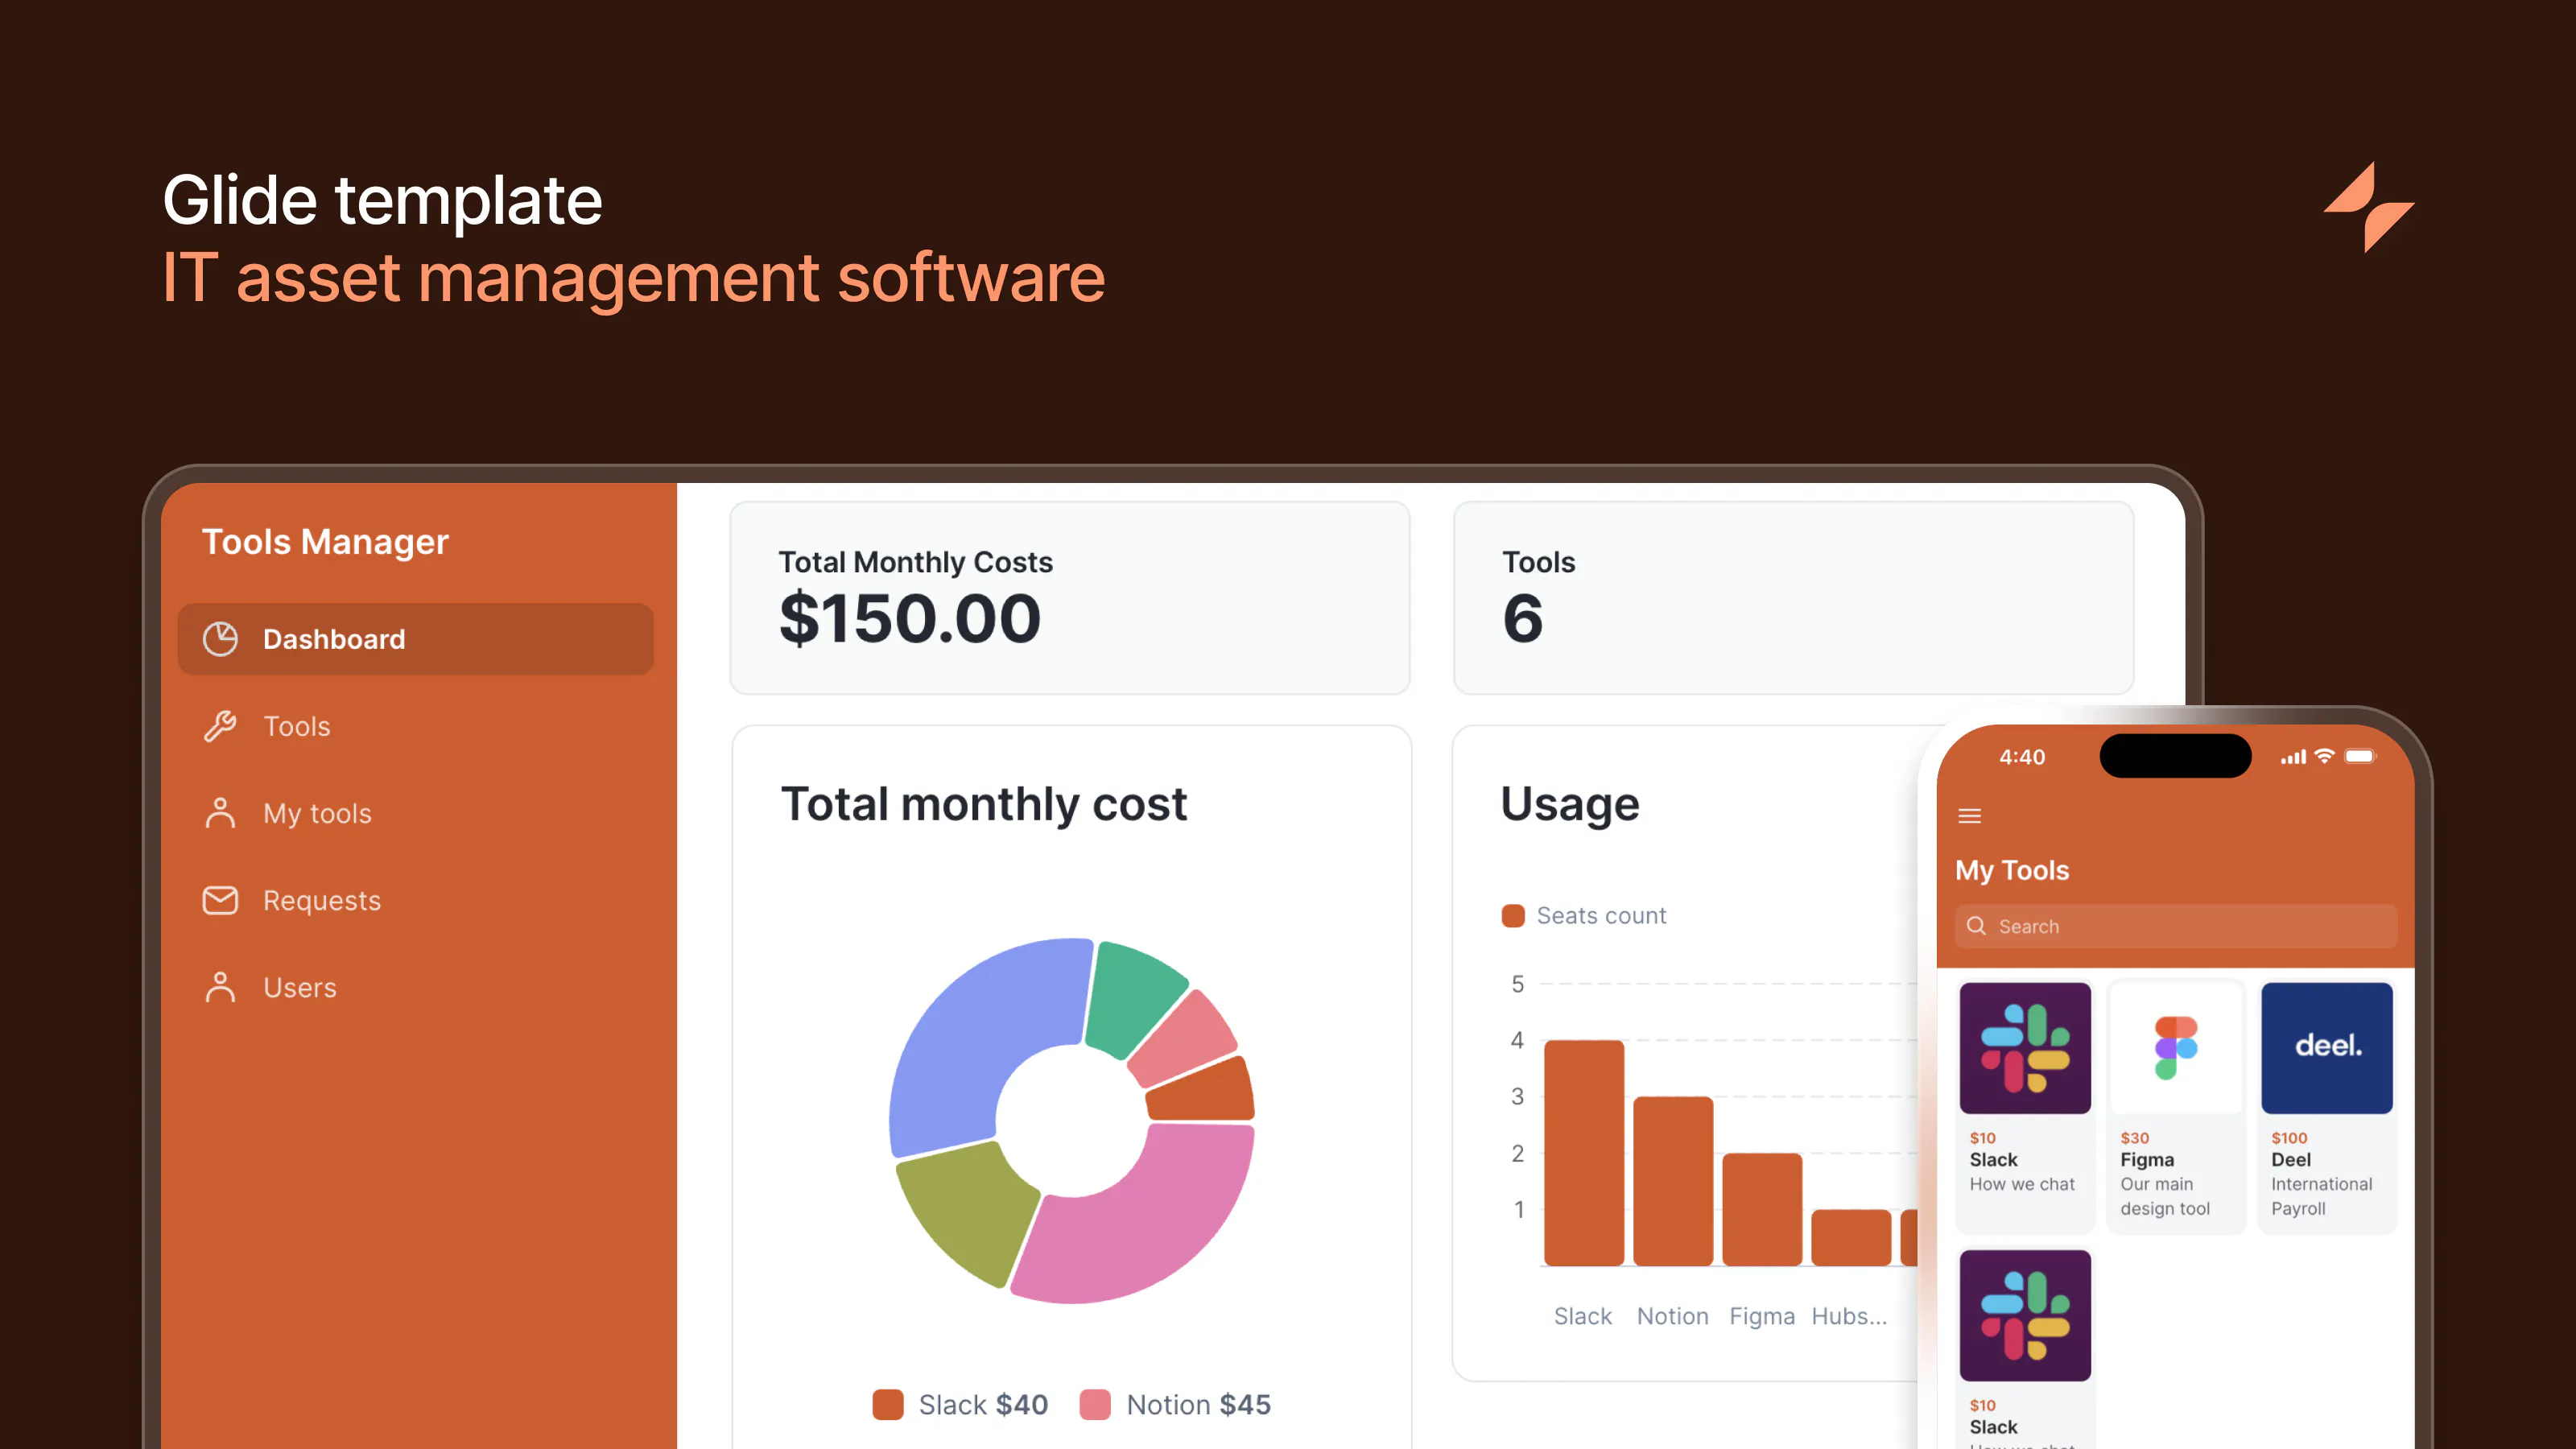 Glide template
IT asset management software
Tools Manager
Dashboard
Tools
My tools
Requests
Users
Total Monthly Costs
$150.00
Tools
6
Total monthly cost
Slack $40 Notion $45
Usage
Seats count
5
4
3
2
1
Slack Notion Figma Hubs...
4:40
My Tools
Search
deel.
$10
Slack
How we chat
$30
Figma
Our main
design tool
$100
Deel
International
Payroll
$10
Slack